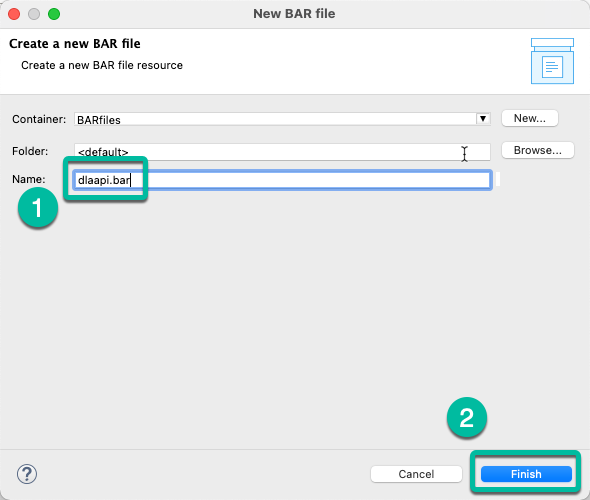 New BAR file
Create a new BAR file
Create a new BAR file resource
Container: BARfiles New...
Folder: <default> Browse...
Name: dlaapi.bar
1
2
? Cancel Finish